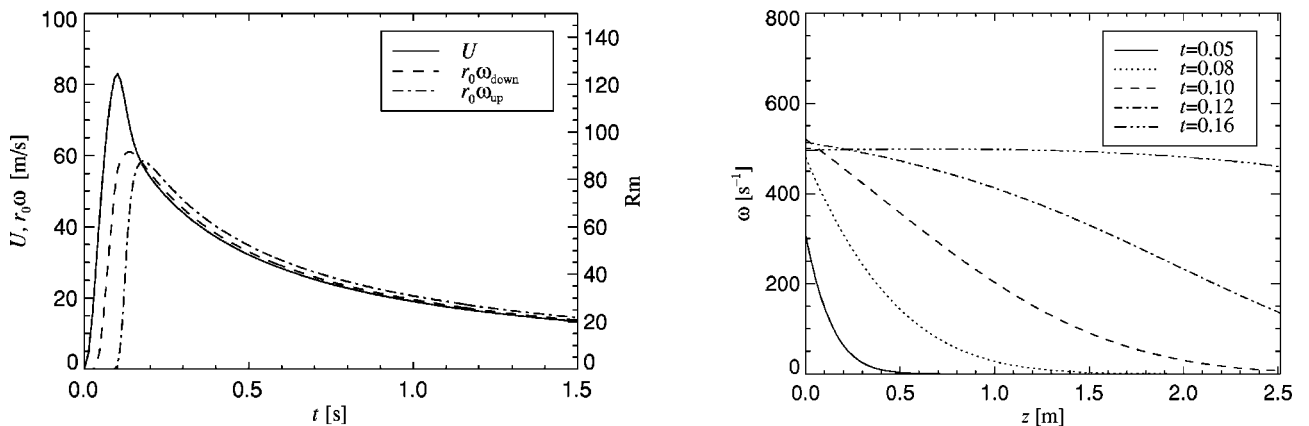 100
80
60
40
20
0
U, r₀ω [m/s]
U
r₀ω_down
r₀ω_up
140
120
100
80
60
40
20
0
Rm
0.0
0.5
1.0
1.5
t [s]
800
600
400
200
0
ω [s⁻¹]
t=0.05
t=0.08
t=0.10
t=0.12
t=0.16
0.0
0.5
1.0
1.5
2.0
2.5
z [m]